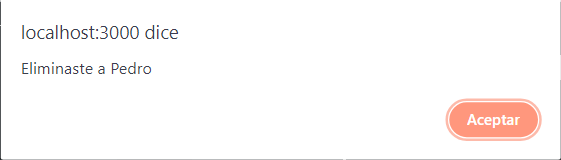 localhost:3000 dice
Eliminaste a Pedro
Aceptar